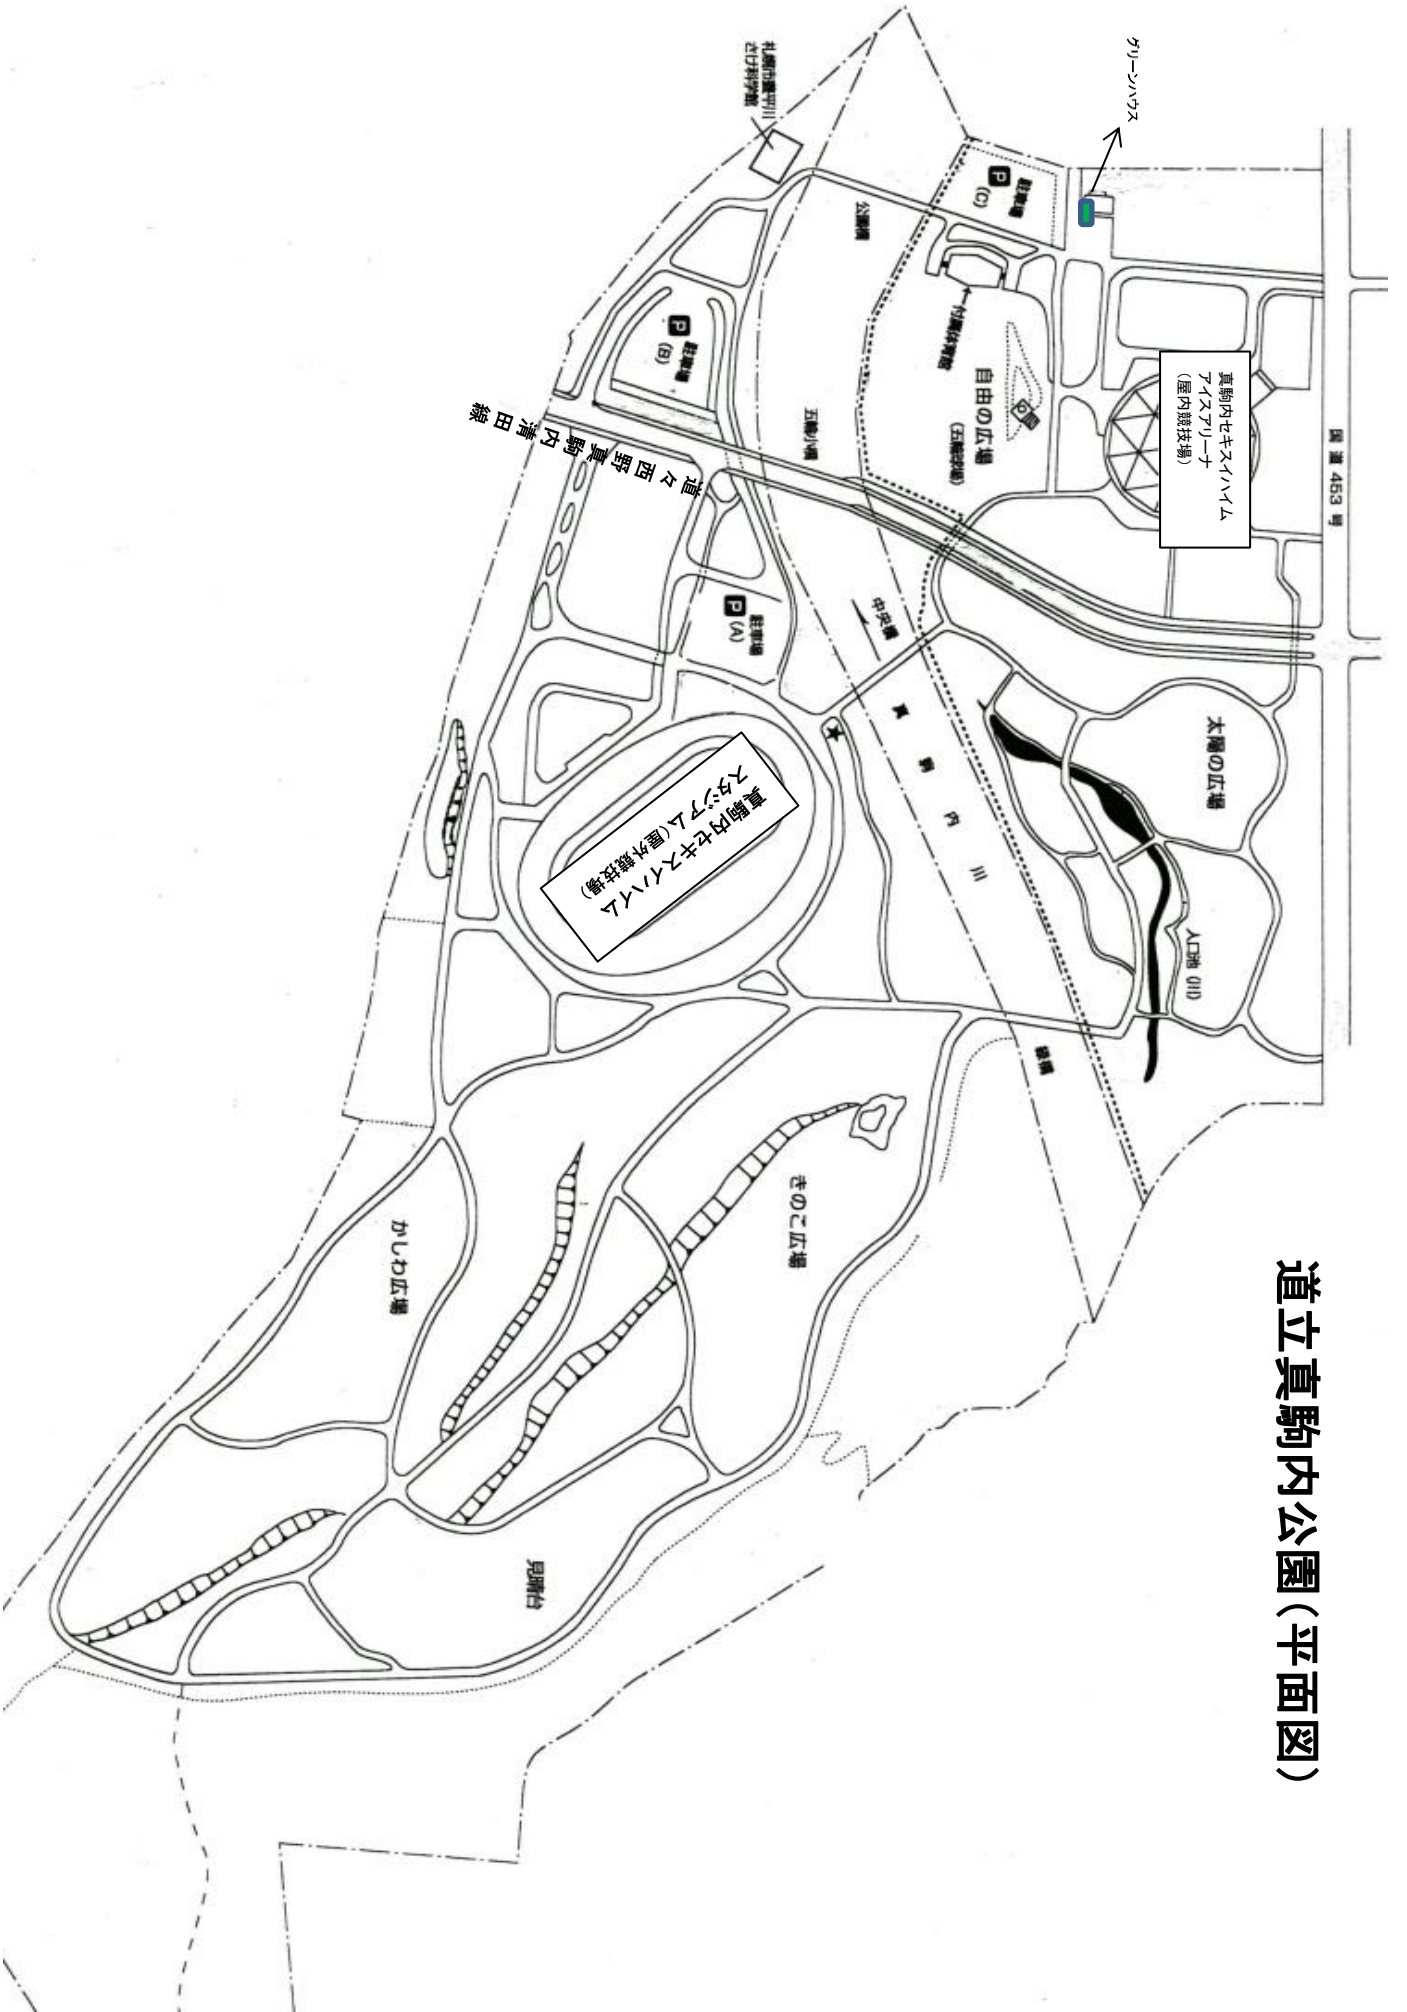 道立真駒内公園(平面図)
国道 453 号
グリーンハウス
真駒内セキスイハイム
アイスアリーナ
(屋内競技場)
駐車場
P (C)
付属体育館
自由の広場
(五輪球場)
太陽の広場
人口池 (川)
札幌市豊平川
さけ科学館
公園橋
五輪小橋
中央橋
真駒内川
緑橋
駐車場
P (B)
道々西野真駒内清田線
駐車場
P (A)
真駒内セキスイハイム
スタジアム(屋外競技場)
きのこ広場
かしわ広場
見晴台